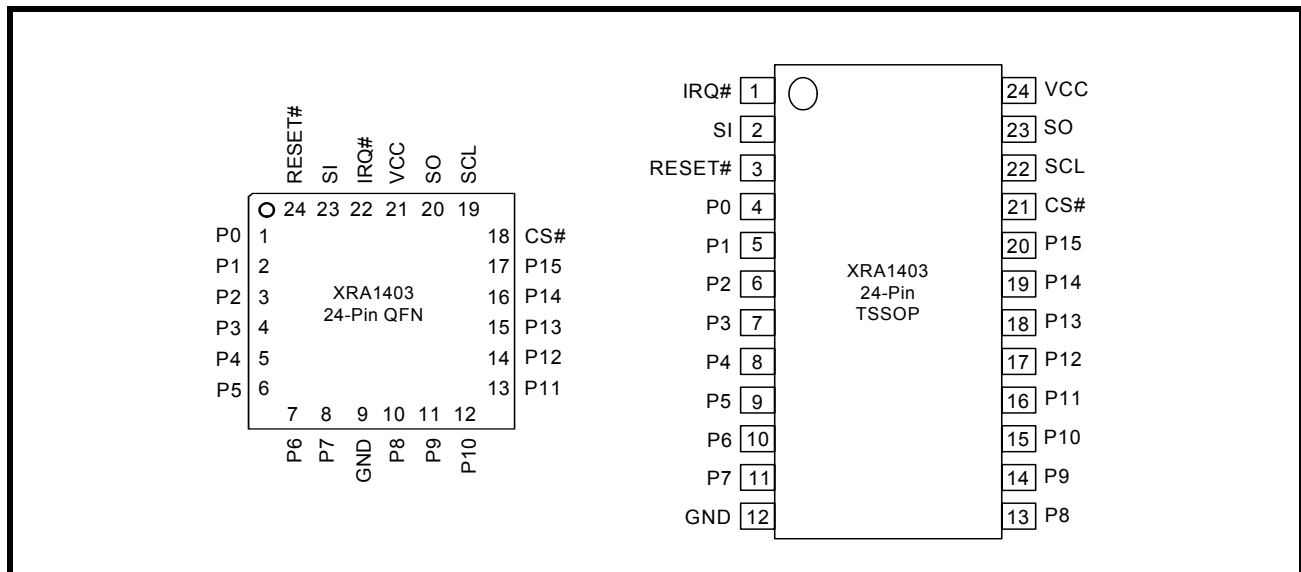 RESET# SI IRQ# VCC SO SCL
24 23 22 21 20 19
P0 1 18 CS#
P1 2 17 P15
P2 3 16 P14
P3 4 15 P13
P4 5 14 P12
P5 6 13 P11
XRA1403
24-Pin QFN
7 8 9 10 11 12
P6 P7 GND P8 P9 P10
IRQ# 1 24 VCC
SI 2 23 SO
RESET# 3 22 SCL
P0 4 21 CS#
P1 5 20 P15
P2 6 19 P14
P3 7 18 P13
P4 8 17 P12
P5 9 16 P11
P6 10 15 P10
P7 11 14 P9
GND 12 13 P8
XRA1403
24-Pin
TSSOP